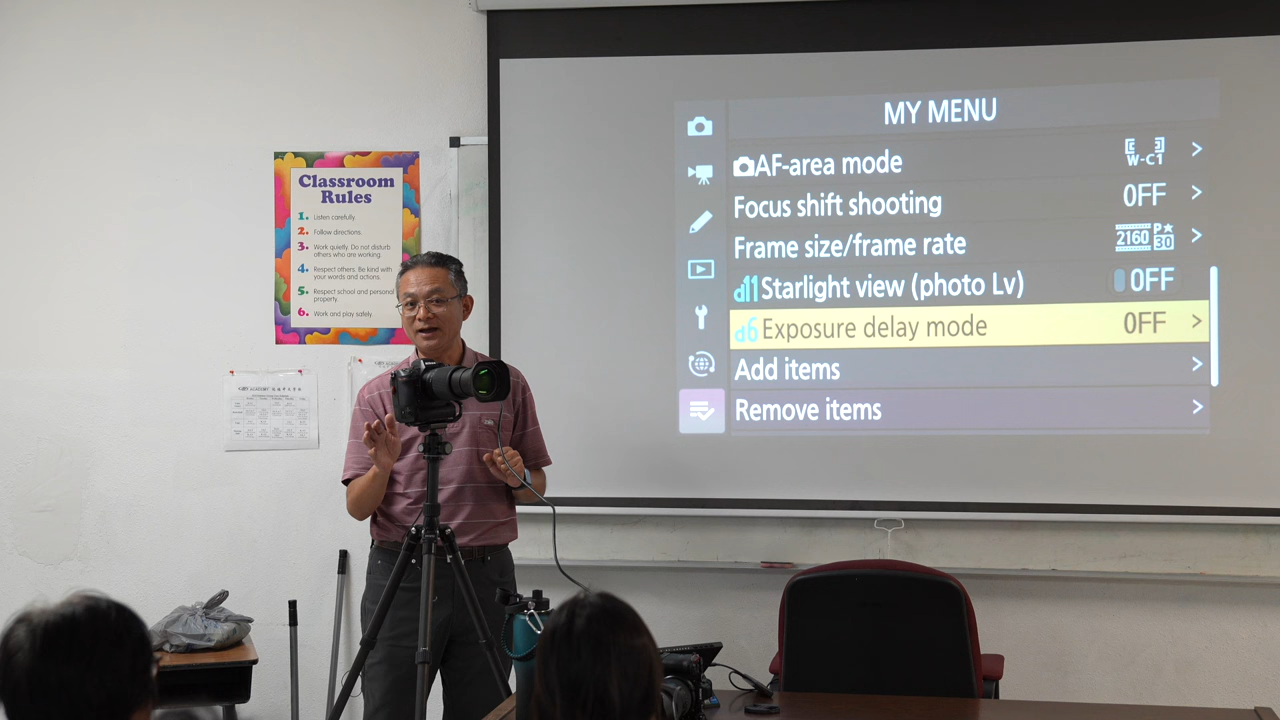 MY MENU
AF-area mode
W-C1
Focus shift shooting OFF
Frame size/frame rate 2160 P★ 30
d11 Starlight view (photo Lv) OFF
d6 Exposure delay mode OFF
Add items
Remove items
Classroom
Rules
1. Listen carefully.
2. Follow directions.
3. Work quietly. Do not disturb
others who are working.
4. Respect others. Be kind with
your words and actions.
5. Respect school and personal
property.
6. Work and play safely.